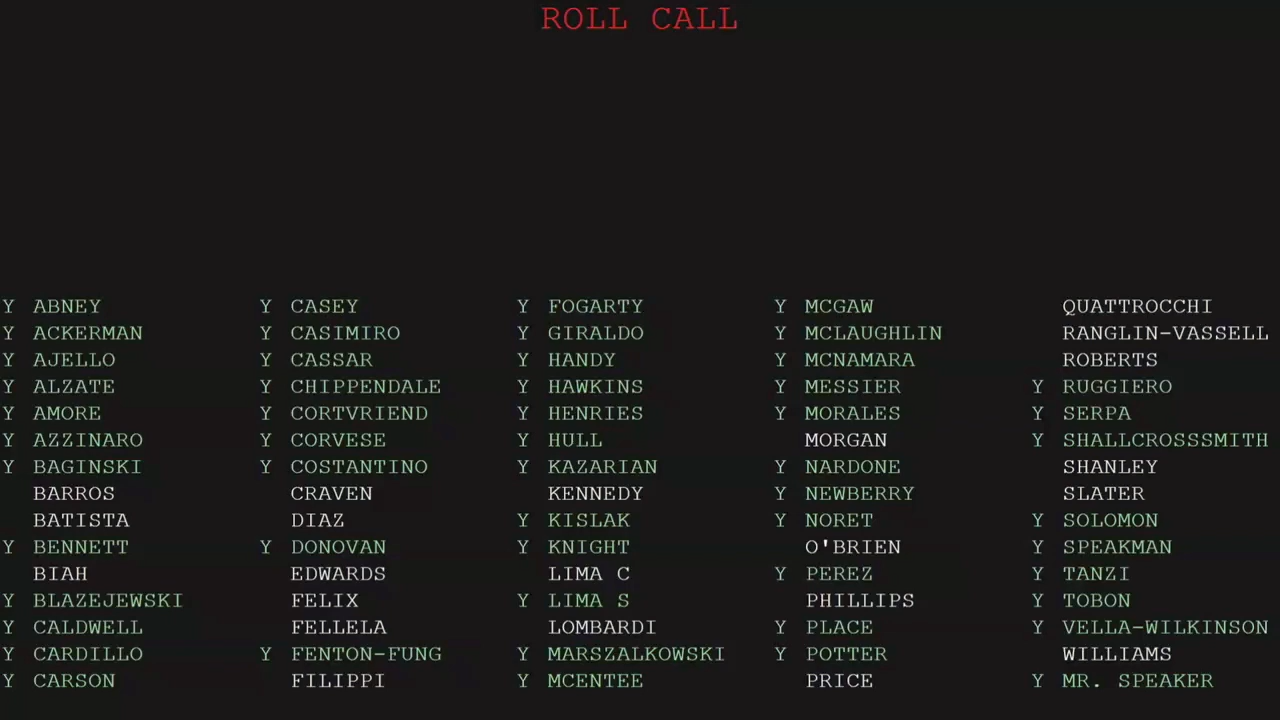 ROLL CALL
Y ABNEY Y CASEY Y FOGARTY Y MCGAW QUATTROCCHI
Y ACKERMAN Y CASIMIRO Y GIRALDO Y MCLAUGHLIN RANGLIN-VASSELL
Y AJELLO Y CASSAR Y HANDY Y MCNAMARA ROBERTS
Y ALZATE Y CHIPPENDALE Y HAWKINS Y MESSIER Y RUGGIERO
Y AMORE Y CORTVRIEND Y HENRIES Y MORALES Y SERPA
Y AZZINARO Y CORVESE Y HULL MORGAN Y SHALLCROSSSMITH
Y BAGINSKI Y COSTANTINO Y KAZARIAN Y NARDONE SHANLEY
BARROS CRAVEN KENNEDY Y NEWBERRY SLATER
BATISTA DIAZ Y KISLAK Y NORET Y SOLOMON
Y BENNETT Y DONOVAN Y KNIGHT O'BRIEN Y SPEAKMAN
BIAH EDWARDS LIMA C Y PEREZ Y TANZI
Y BLAZEJEWSKI FELIX Y LIMA S PHILLIPS Y TOBON
Y CALDWELL FELLELA LOMBARDI Y PLACE Y VELLA-WILKINSON
Y CARDILLO Y FENTON-FUNG Y MARSZALKOWSKI Y POTTER WILLIAMS
Y CARSON FILIPPI Y MCENTEE PRICE Y MR. SPEAKER